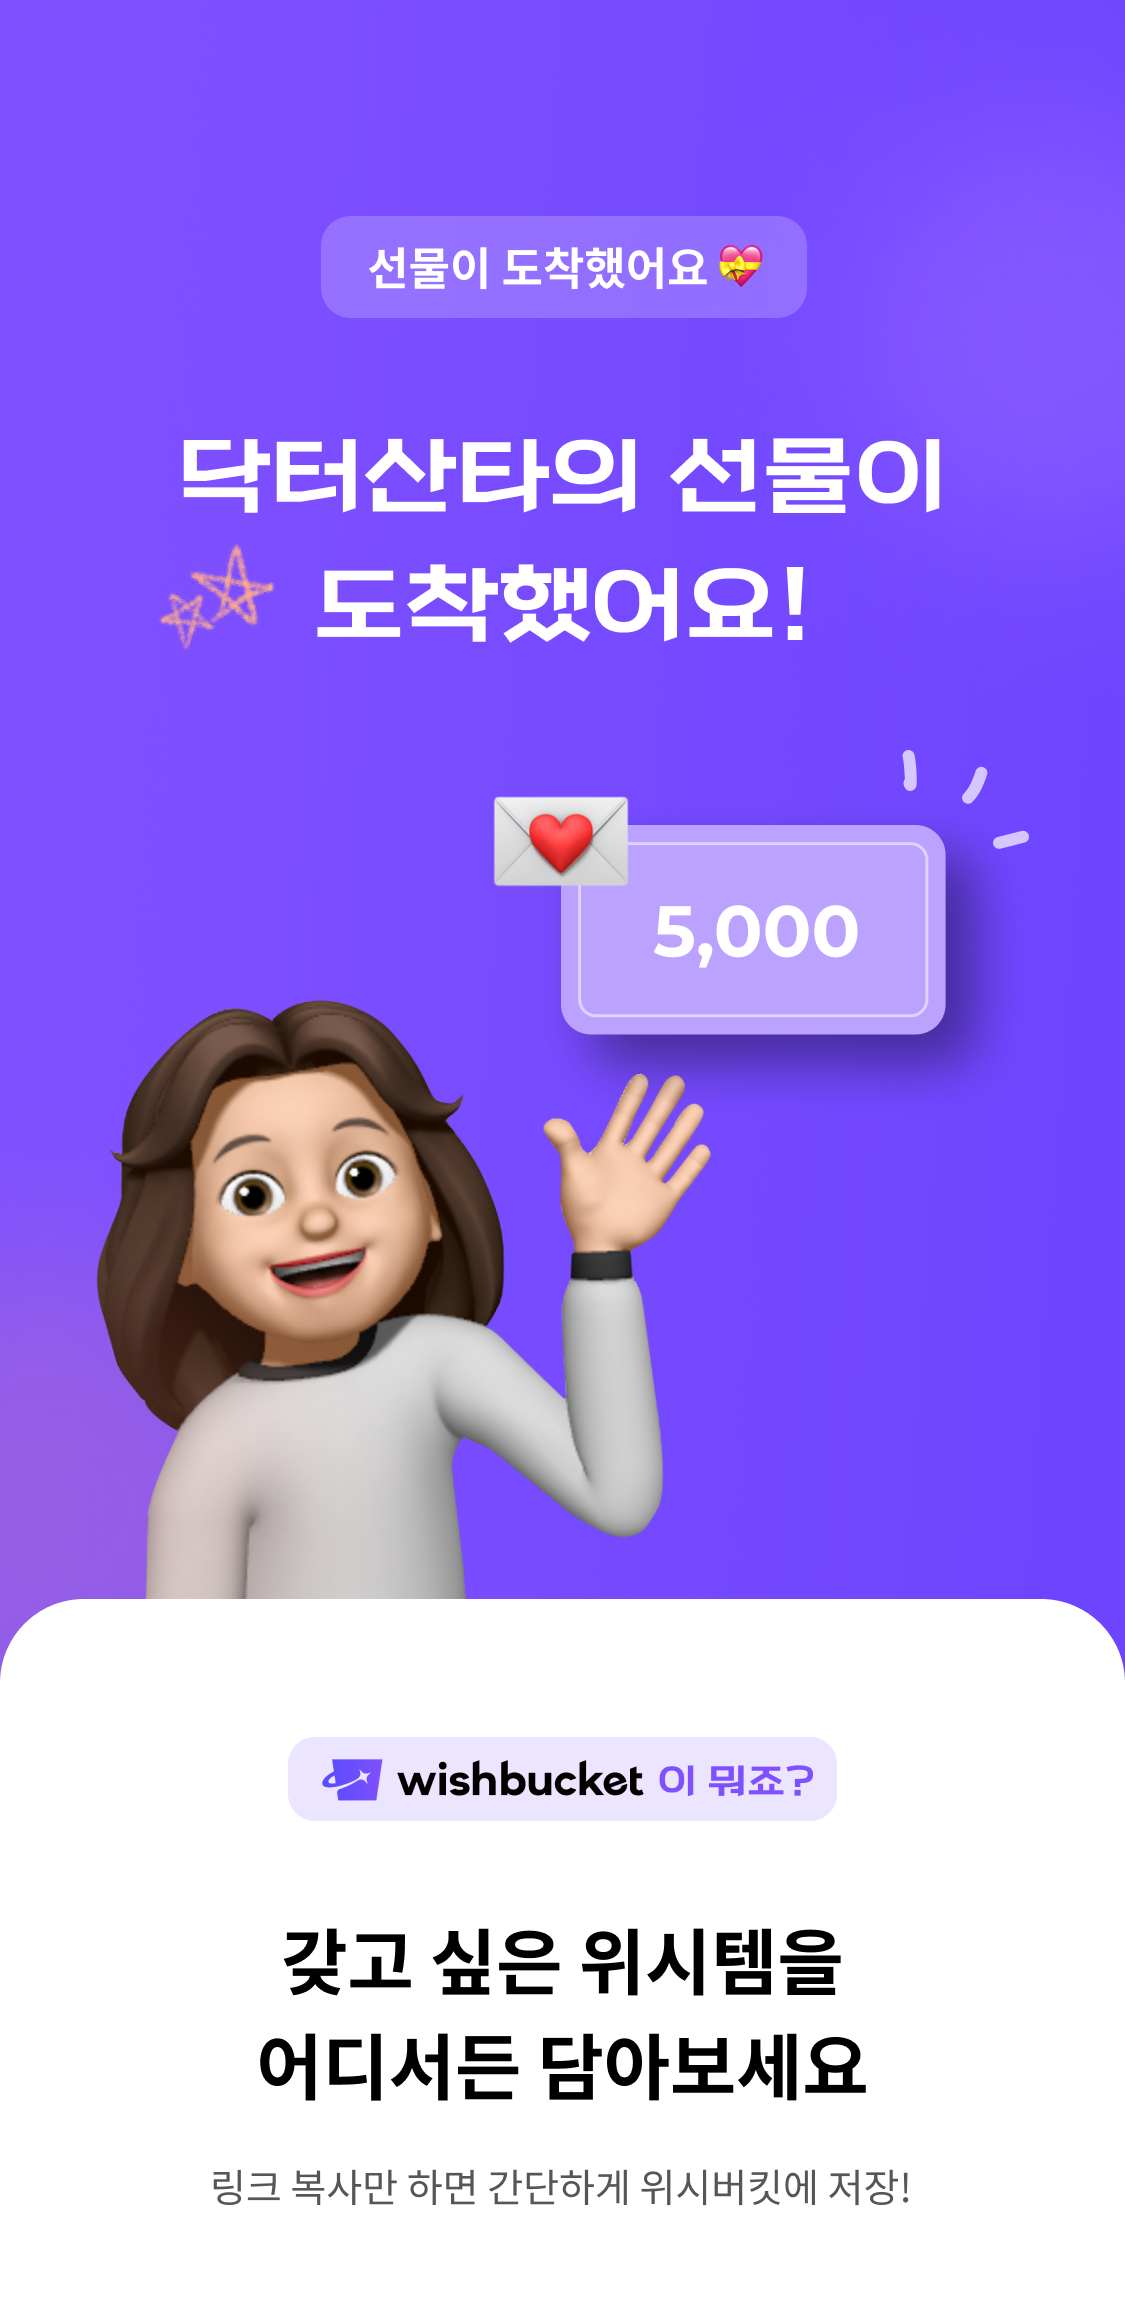 선물이 도착했어요 💝
닥터산타의 선물이
도착했어요!
5,000
wishbucket 이 뭐죠?
갖고 싶은 위시템을
어디서든 담아보세요
링크 복사만 하면 간단하게 위시버킷에 저장!